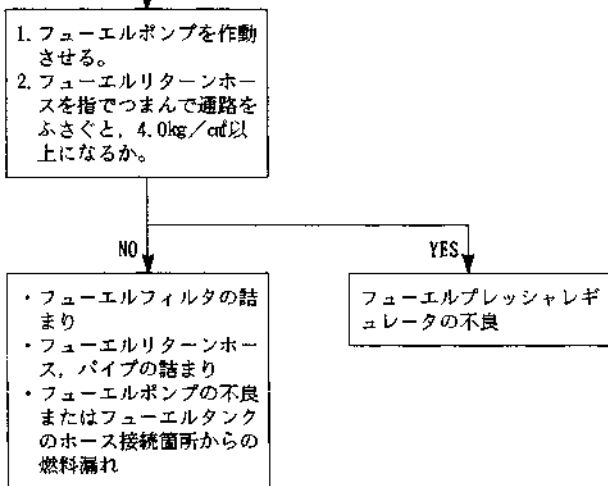 1. フューエルポンプを作動
させる。
2. フューエルリターンホー
スを指でつまんで通路を
ふさぐと, 4.0kg/c㎡以
上になるか。
NO
YES
・フューエルフィルタの詰
まり
・フューエルリターンホー
ス, パイプの詰まり
・フューエルポンプの不良
またはフューエルタンク
のホース接続箇所からの
燃料漏れ
フューエルプレッシャレギ
ュレータの不良